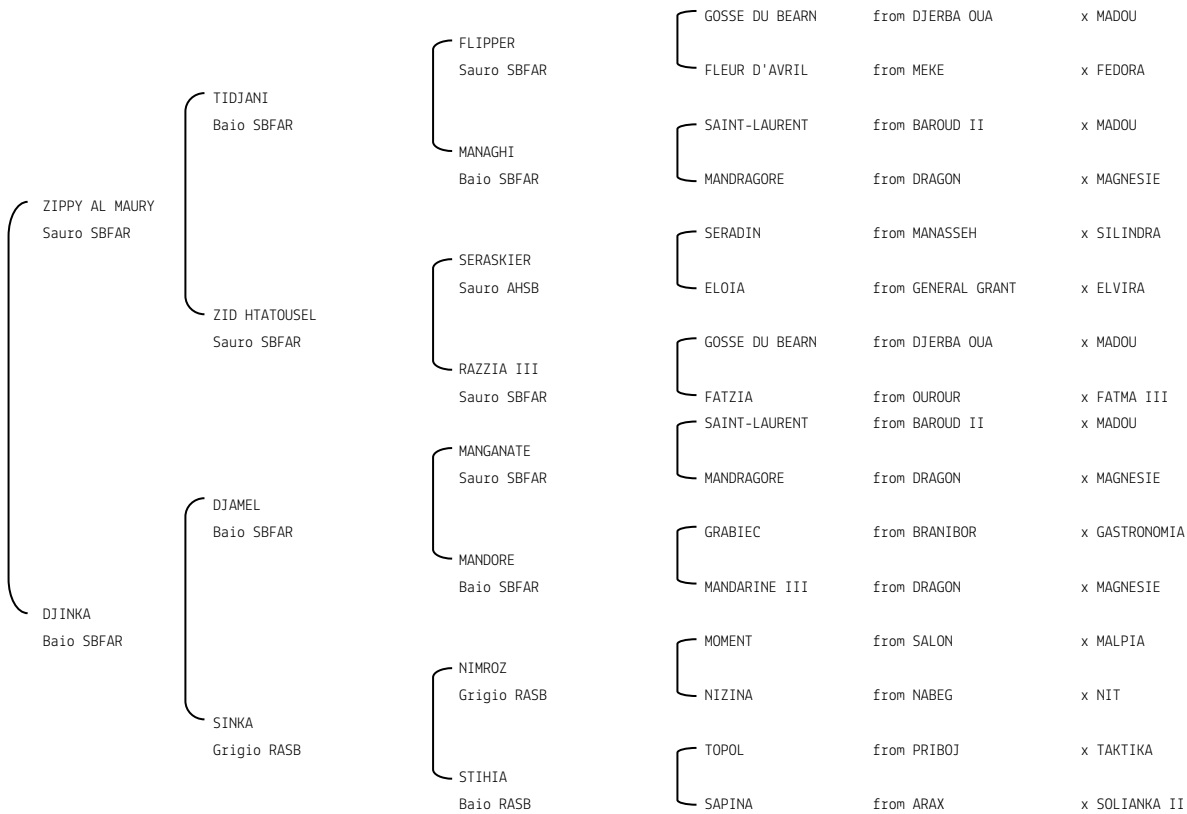 GOSSE DU BEARN from DJERBA OUA x MADOU
FLIPPER
Sauro SBFAR FLEUR D'AVRIL from MEKE x FEDORA
TIDJANI
Baio SBFAR SAINT-LAURENT from BAROUD II x MADOU
MANAGHI
Baio SBFAR MANDRAGORE from DRAGON x MAGNESIE
ZIPPY AL MAURY
Sauro SBFAR SERADIN from MANASSEH x SILINDRA
SERASKIER
Sauro AHSB ELOIA from GENERAL GRANT x ELVIRA
ZID HTATOUSEL
Sauro SBFAR GOSSE DU BEARN from DJERBA OUA x MADOU
RAZZIA III
Sauro SBFAR FATZIA from OUROUR x FATMA III
SAINT-LAURENT from BAROUD II x MADOU
MANGANATE
Sauro SBFAR MANDRAGORE from DRAGON x MAGNESIE
DJAMEL
Baio SBFAR GRABIEC from BRANIBOR x GASTRONOMIA
MANDORE
Baio SBFAR MANDARINE III from DRAGON x MAGNESIE
DJINKA
Baio SBFAR MOMENT from SALON x MALPIA
NIMROZ
Grigio RASB NIZINA from NABEG x NIT
SINKA
Grigio RASB TOPOL from PRIBOJ x TAKTIKA
STIHIA
Baio RASB SAPINA from ARAX x SOLIANKA II